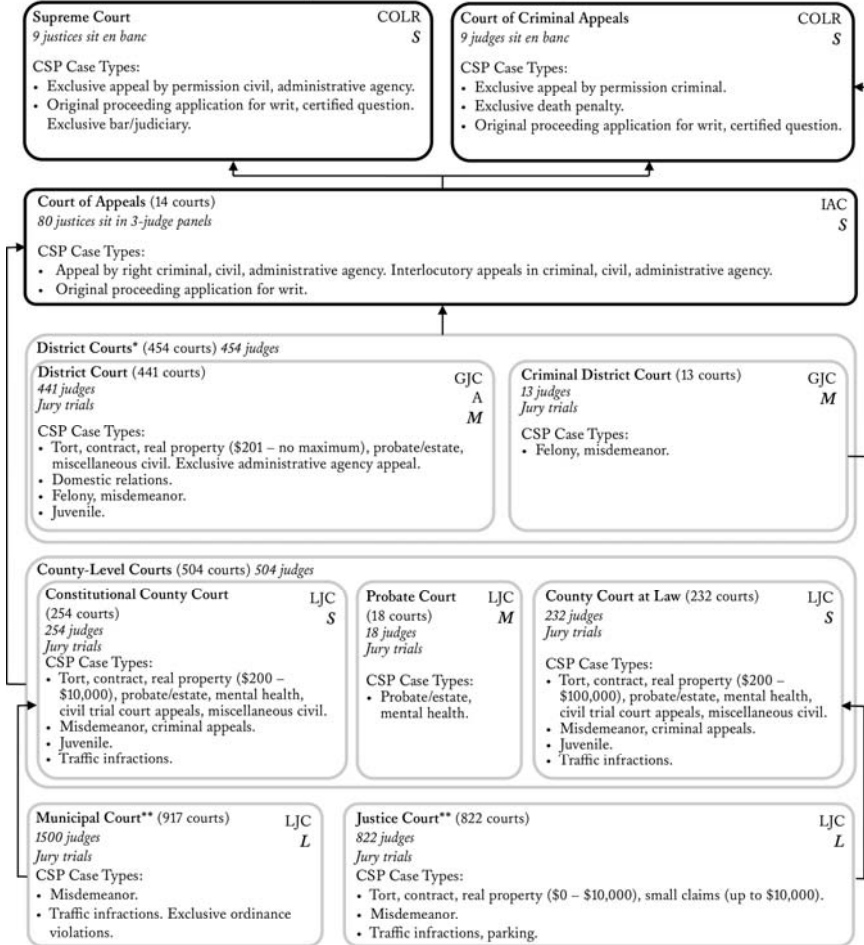 Supreme Court COLR
9 justices sit en banc S
CSP Case Types:
• Exclusive appeal by permission civil, administrative agency.
• Original proceeding application for writ, certified question.
Exclusive bar/judiciary.
Court of Criminal Appeals COLR
9 judges sit en banc S
CSP Case Types:
• Exclusive appeal by permission criminal.
• Exclusive death penalty.
• Original proceeding application for writ, certified question.
Court of Appeals (14 courts) IAC
80 justices sit in 3-judge panels S
CSP Case Types:
• Appeal by right criminal, civil, administrative agency. Interlocutory appeals in criminal, civil, administrative agency.
• Original proceeding application for writ.
District Courts* (454 courts) 454 judges
District Court (441 courts) GJC
441 judges A
Jury trials M
CSP Case Types:
• Tort, contract, real property ($201 – no maximum), probate/estate,
miscellaneous civil. Exclusive administrative agency appeal.
• Domestic relations.
• Felony, misdemeanor.
• Juvenile.
Criminal District Court (13 courts) GJC
13 judges M
Jury trials
CSP Case Types:
• Felony, misdemeanor.
County-Level Courts (504 courts) 504 judges
Constitutional County Court LJC
(254 courts) S
254 judges
Jury trials
CSP Case Types:
• Tort, contract, real property ($200 –
$10,000), probate/estate, mental health,
civil trial court appeals, miscellaneous civil.
• Misdemeanor, criminal appeals.
• Juvenile.
• Traffic infractions.
Probate Court LJC
(18 courts) M
18 judges
Jury trials
CSP Case Types:
• Probate/estate,
mental health.
County Court at Law (232 courts) LJC
232 judges S
Jury trials
CSP Case Types:
• Tort, contract, real property ($200 –
$100,000), probate/estate, mental health,
civil trial court appeals, miscellaneous civil.
• Misdemeanor, criminal appeals.
• Juvenile.
• Traffic infractions.
Municipal Court** (917 courts) LJC
1500 judges L
Jury trials
CSP Case Types:
• Misdemeanor.
• Traffic infractions. Exclusive ordinance
violations.
Justice Court** (822 courts) LJC
822 judges L
Jury trials
CSP Case Types:
• Tort, contract, real property ($0 – $10,000), small claims (up to $10,000).
• Misdemeanor.
• Traffic infractions, parking.